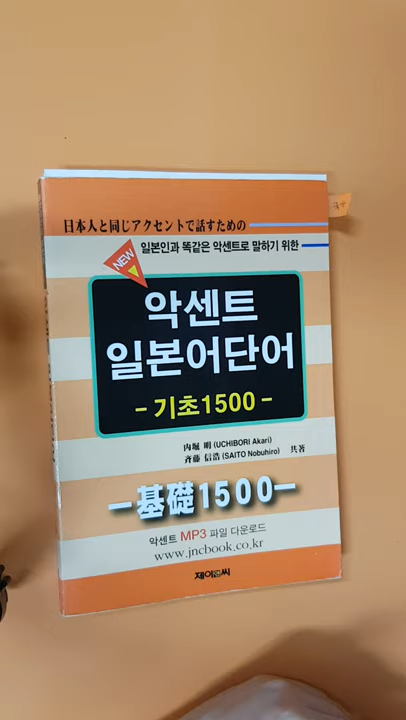 日本人と同じアクセントで話すための
일본인과 똑같은 악센트로 말하기 위한
NEW
악센트
일본어단어
- 기초1500 -
内堀 明 (UCHIBORI Akari)
斉藤 信浩 (SAITO Nobuhiro) 共著
-基礎1500-
악센트 MP3 파일 다운로드
www.jncbook.co.kr
제이앤씨